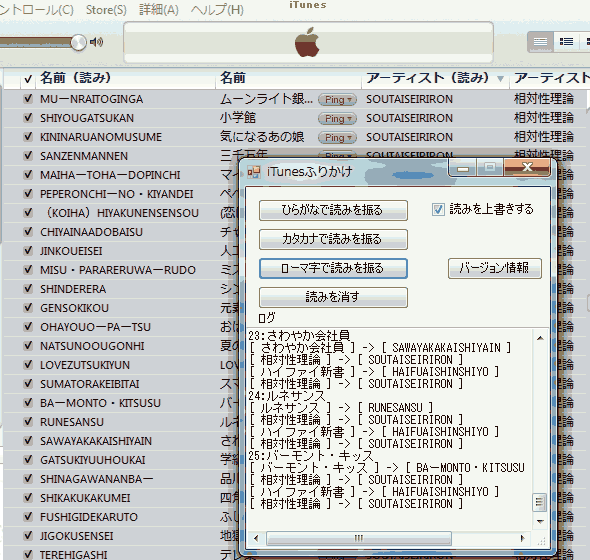 iTunes
ントロール(C) Store(S) 詳細(A) ヘルプ(H)
名前（読み） 名前 アーティスト（読み） アーティスト
MUーNRAITOGINGA ムーンライト銀... Ping SOUTAISEIRIRON 相対性理論
SHIYOUGATSUKAN 小学館 Ping SOUTAISEIRIRON 相対性理論
KININARUANOMUSUME 気になるあの娘 Ping SOUTAISEIRIRON 相対性理論
SANZENMANNEN 三千万年
MAIHAーTOHAーDOPINCHI マイ
PEPERONCHIーNO・KIYANDEI ペペ
（KOIHA）HIYAKUNENSENSOU (恋
CHIYAINAADOBAISU チャ
JINKOUEISEI 人工
MISU・PARARERUWAーRUDO ミス
SHINDERERA シン
GENSOKIKOU 元素
OHAYOUOーPAーTSU おは
NATSUNOOUGONHI 夏の
LOVEZUTSUKIYUN LOVE
SUMATORAKEIBITAI スマ
BAーMONTO・KITSUSU バー
RUNESANSU ルネ
SAWAYAKAKAISHIYAIN さわ
GATSUKIYUUHOUKAI 学級
SHINAGAWANANBAー 品川
SHIKAKUKAKUMEI 四角
FUSHIGIDEKARUTO ふし
JIGOKUSENSEI 地獄
TEREHIGASHI テレ
iTunesふりかけ
ひらがなで読みを振る 読みを上書きする
カタカナで読みを振る
ローマ字で読みを振る バージョン情報
読みを消す
ログ
23:さわやか会社員
[ さわやか会社員 ] -> [ SAWAYAKAKAISHIYAIN ]
[ 相対性理論 ] -> [ SOUTAISEIRIRON ]
[ ハイファイ新書 ] -> [ HAIFUAISHINSHIYO ]
[ 相対性理論 ] -> [ SOUTAISEIRIRON ]
24:ルネサンス
[ ルネサンス ] -> [ RUNESANSU ]
[ 相対性理論 ] -> [ SOUTAISEIRIRON ]
[ ハイファイ新書 ] -> [ HAIFUAISHINSHIYO ]
[ 相対性理論 ] -> [ SOUTAISEIRIRON ]
25:バーモント・キッス
[ バーモント・キッス ] -> [ BAーMONTO・KITSUSU
[ 相対性理論 ] -> [ SOUTAISEIRIRON ]
[ ハイファイ新書 ] -> [ HAIFUAISHINSHIYO ]
[ 相対性理論 ] -> [ SOUTAISEIRIRON ]